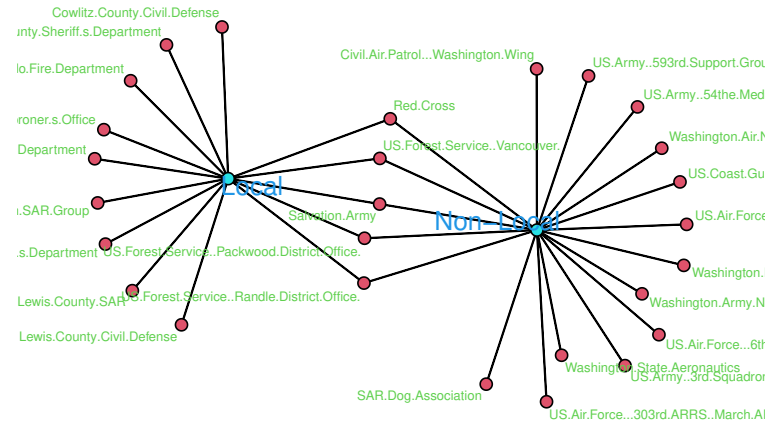 Cowlitz.County.Civil.Defense
unty.Sheriff.s.Department
lo.Fire.Department
oroner.s.Office
Department
.SAR.Group
s.Department
Lewis.County.SAR
Lewis.County.Civil.Defense
Local
Red.Cross
US.Forest.Service..Vancouver.
Salvation.Army
US.Forest.Service..Packwood.District.Office.
US.Forest.Service..Randle.District.Office.
Non-Local
Civil.Air.Patrol...Washington.Wing
US.Army..593rd.Support.Grou
US.Army..54the.Med
Washington.Air.N
US.Coast.Gu
US.Air.Force
Washington.
Washington.Army.N
US.Air.Force...6th
Washington.State.Aeronautics
US.Army..3rd.Squadron
SAR.Dog.Association
US.Air.Force...303rd.ARRS..March.AF